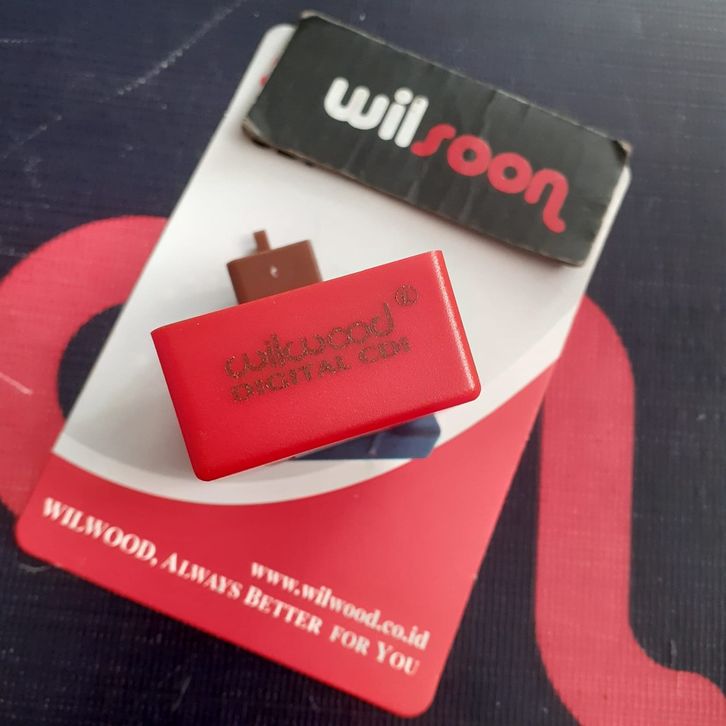 wilsoon
wilwood
DIGITAL CDI
www.wilwood.co.id
WILWOOD, ALWAYS BETTER FOR YOU